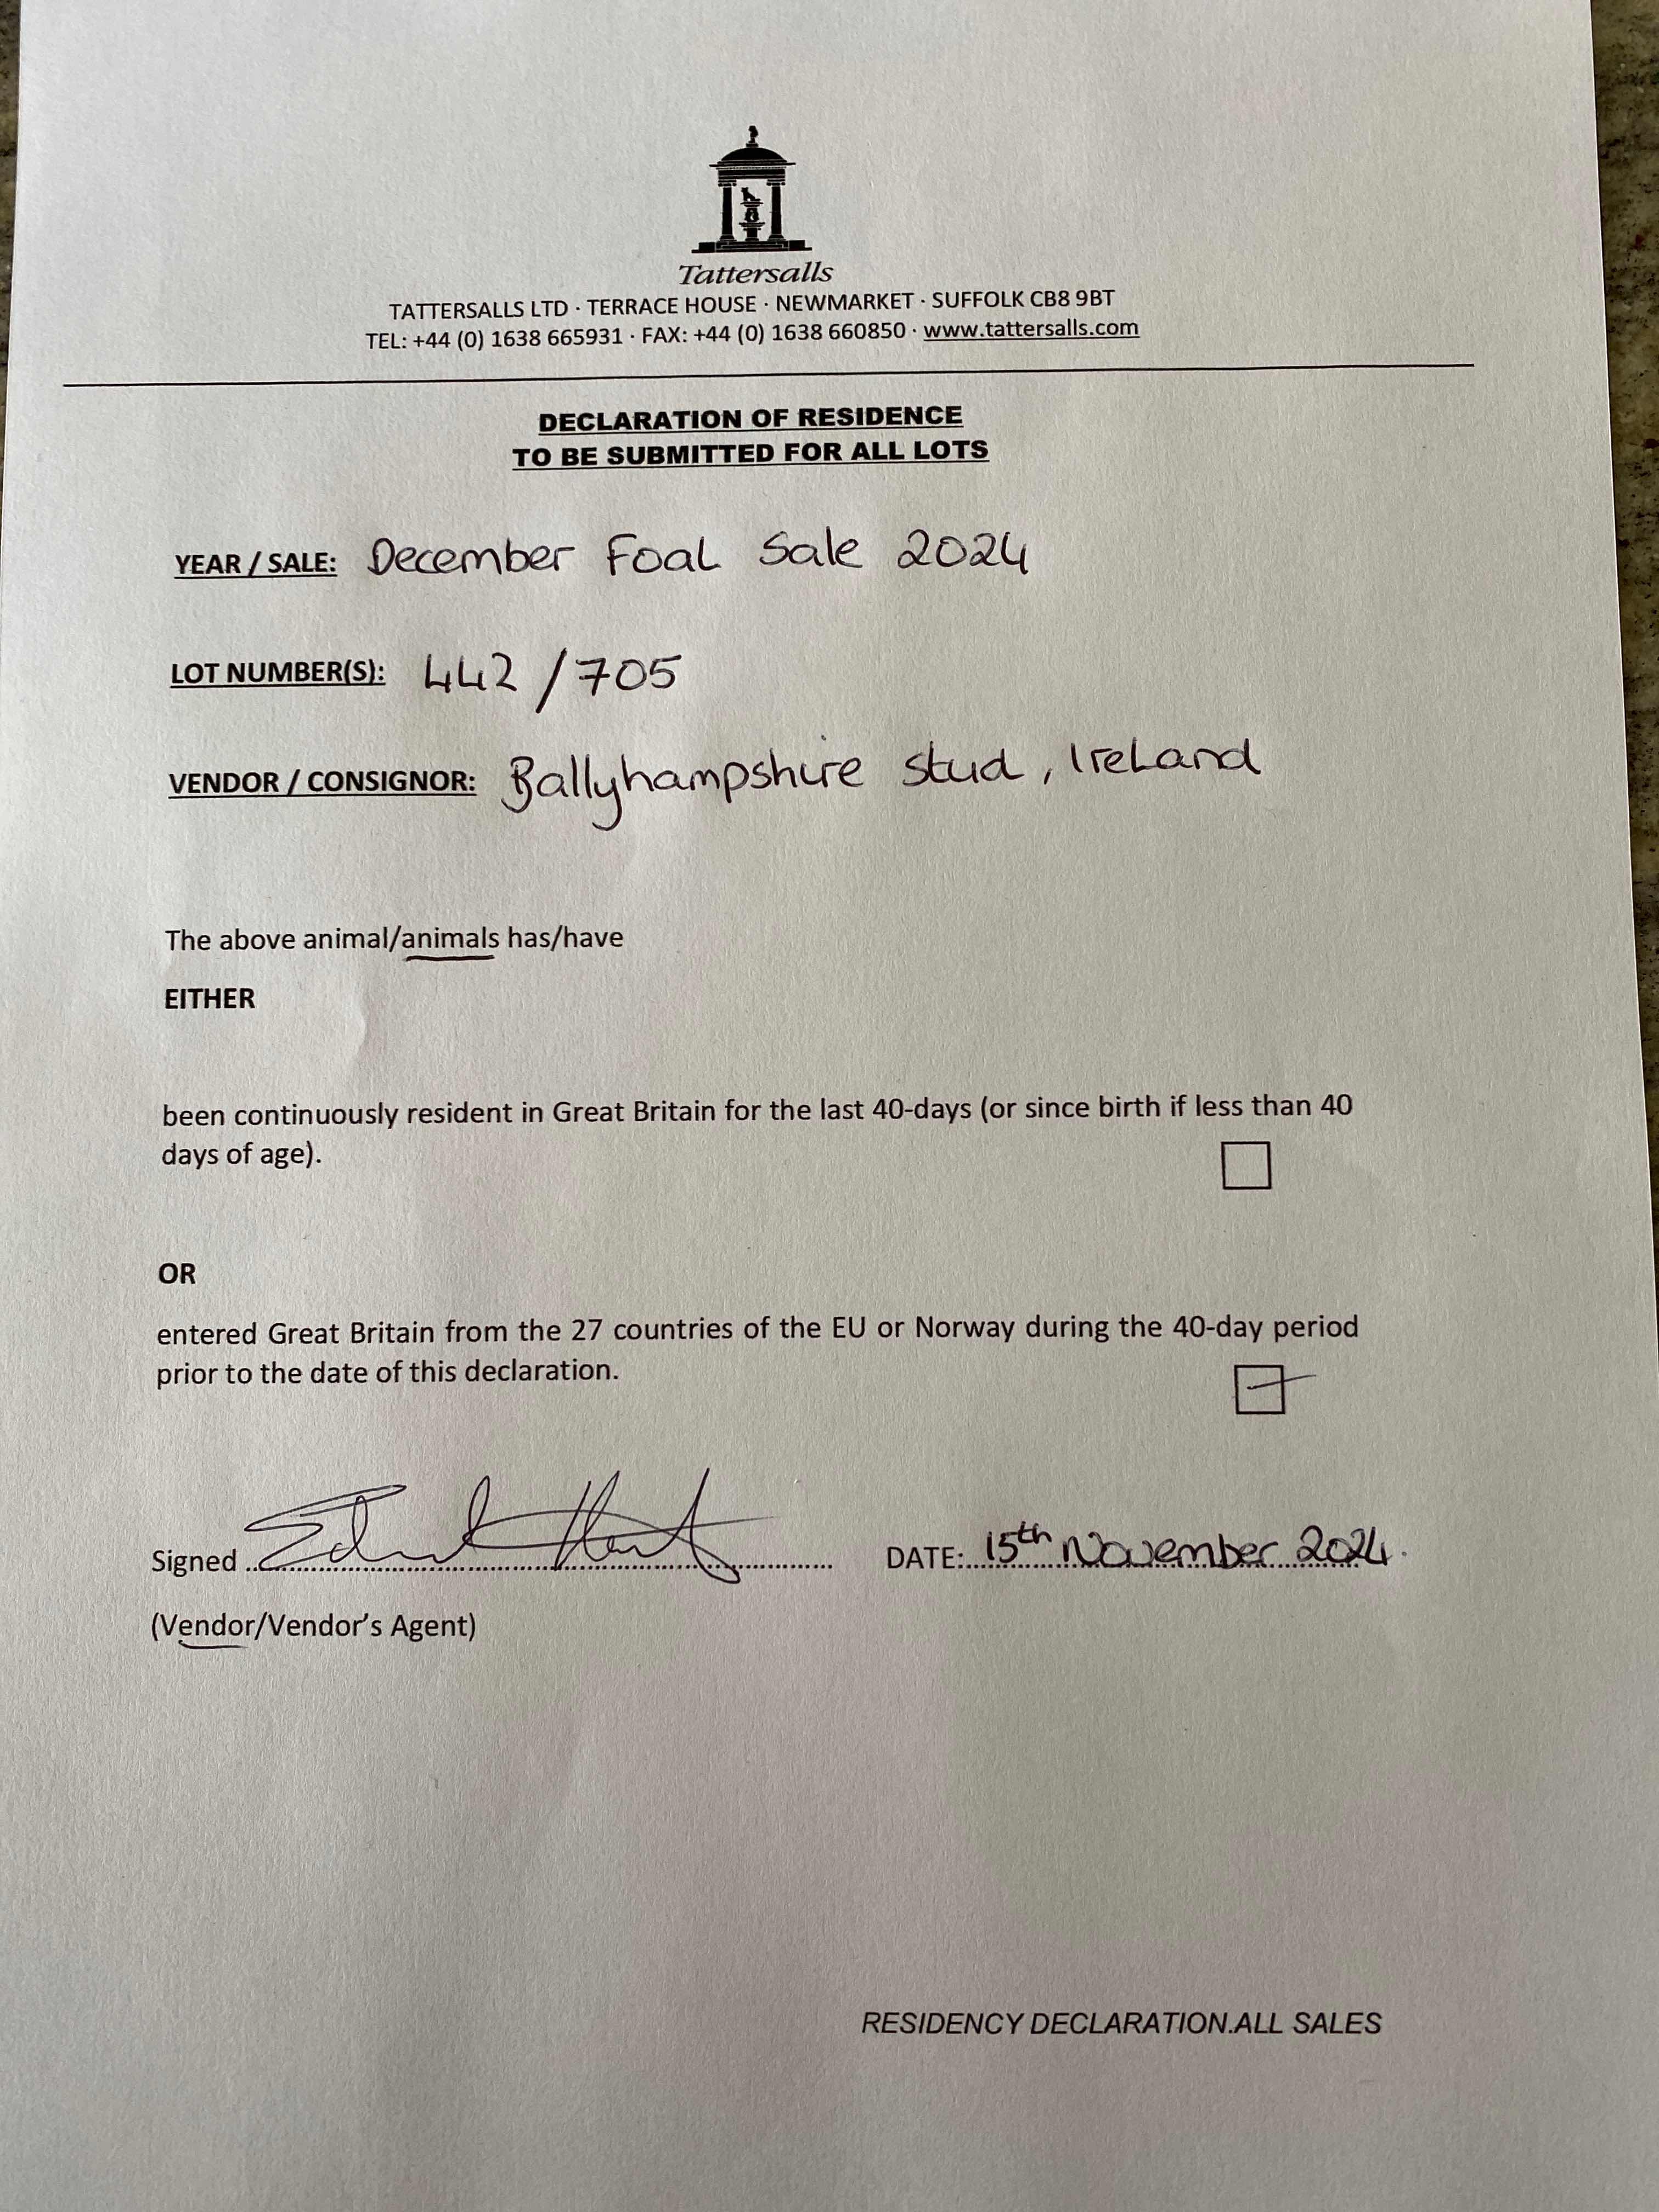 Tattersalls
TATTERSALLS LTD · TERRACE HOUSE · NEWMARKET · SUFFOLK CB8 9BT
TEL: +44 (0) 1638 665931 · FAX: +44 (0) 1638 660850 · www.tattersalls.com
DECLARATION OF RESIDENCE
TO BE SUBMITTED FOR ALL LOTS
YEAR / SALE: December Foal Sale 2024
LOT NUMBER(S): 442 / 705
VENDOR / CONSIGNOR: Ballyhampshire Stud, Ireland
The above animal/animals has/have
EITHER
been continuously resident in Great Britain for the last 40-days (or since birth if less than 40
days of age).
OR
entered Great Britain from the 27 countries of the EU or Norway during the 40-day period
prior to the date of this declaration.
Signed DATE: 15th November 2024.
(Vendor/Vendor's Agent)
RESIDENCY DECLARATION.ALL SALES